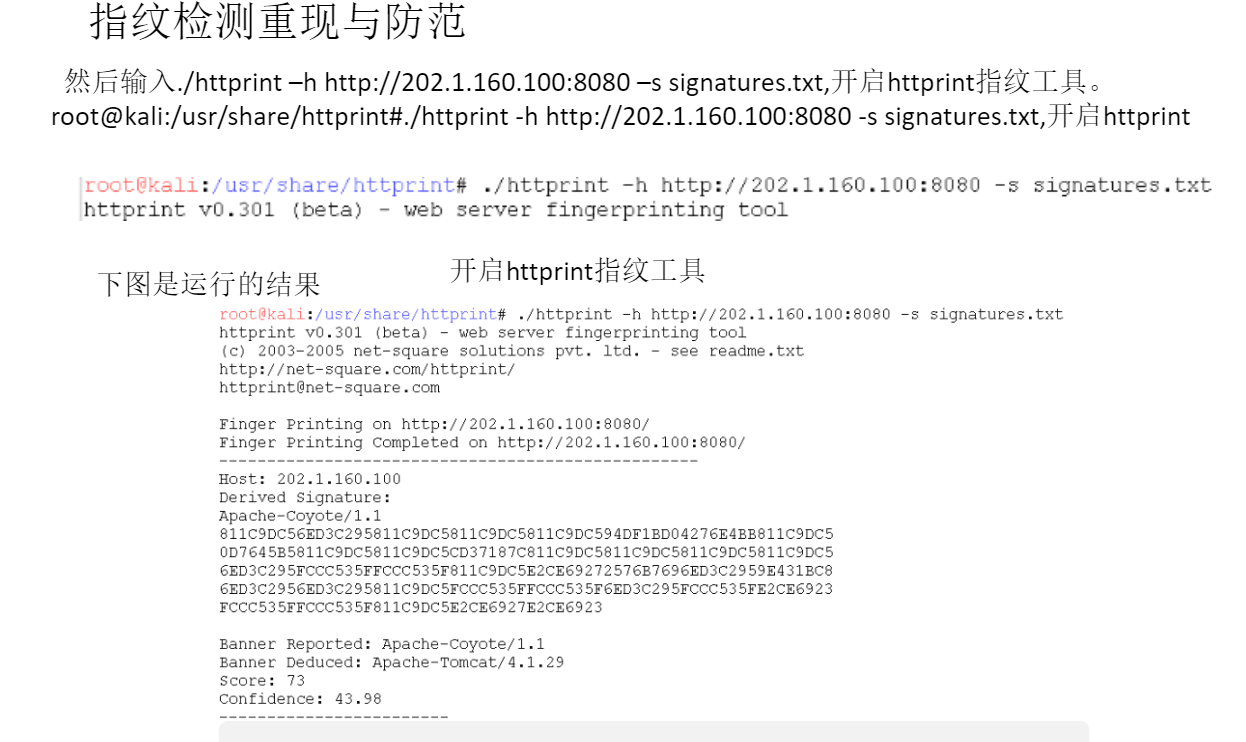 指纹检测重现与防范
然后输入./httprint –h http://202.1.160.100:8080 –s signatures.txt,开启httprint指纹工具。
root@kali:/usr/share/httprint#./httprint -h http://202.1.160.100:8080 -s signatures.txt,开启httprint
root@kali:/usr/share/httprint# ./httprint -h http://202.1.160.100:8080 -s signatures.txt
httprint v0.301 (beta) - web server fingerprinting tool
开启httprint指纹工具
下图是运行的结果
root@kali:/usr/share/httprint# ./httprint -h http://202.1.160.100:8080 -s signatures.txt
httprint v0.301 (beta) - web server fingerprinting tool
(c) 2003-2005 net-square solutions pvt. ltd. - see readme.txt
http://net-square.com/httprint/
httprint@net-square.com
Finger Printing on http://202.1.160.100:8080/
Finger Printing Completed on http://202.1.160.100:8080/
--------------------------------------------------
Host: 202.1.160.100
Derived Signature:
Apache-Coyote/1.1
811C9DC56ED3C295811C9DC5811C9DC5811C9DC594DF1BD04276E4BB811C9DC5
0D7645B5811C9DC5811C9DC5CD37187C811C9DC5811C9DC5811C9DC5811C9DC5
6ED3C295FCCC535FFCCC535F811C9DC5E2CE69272576B7696ED3C2959E431BC8
6ED3C2956ED3C295811C9DC5FCCC535FFCCC535F6ED3C295FCCC535FE2CE6923
FCCC535FFCCC535F811C9DC5E2CE6927E2CE6923
Banner Reported: Apache-Coyote/1.1
Banner Deduced: Apache-Tomcat/4.1.29
Score: 73
Confidence: 43.98
------------------------